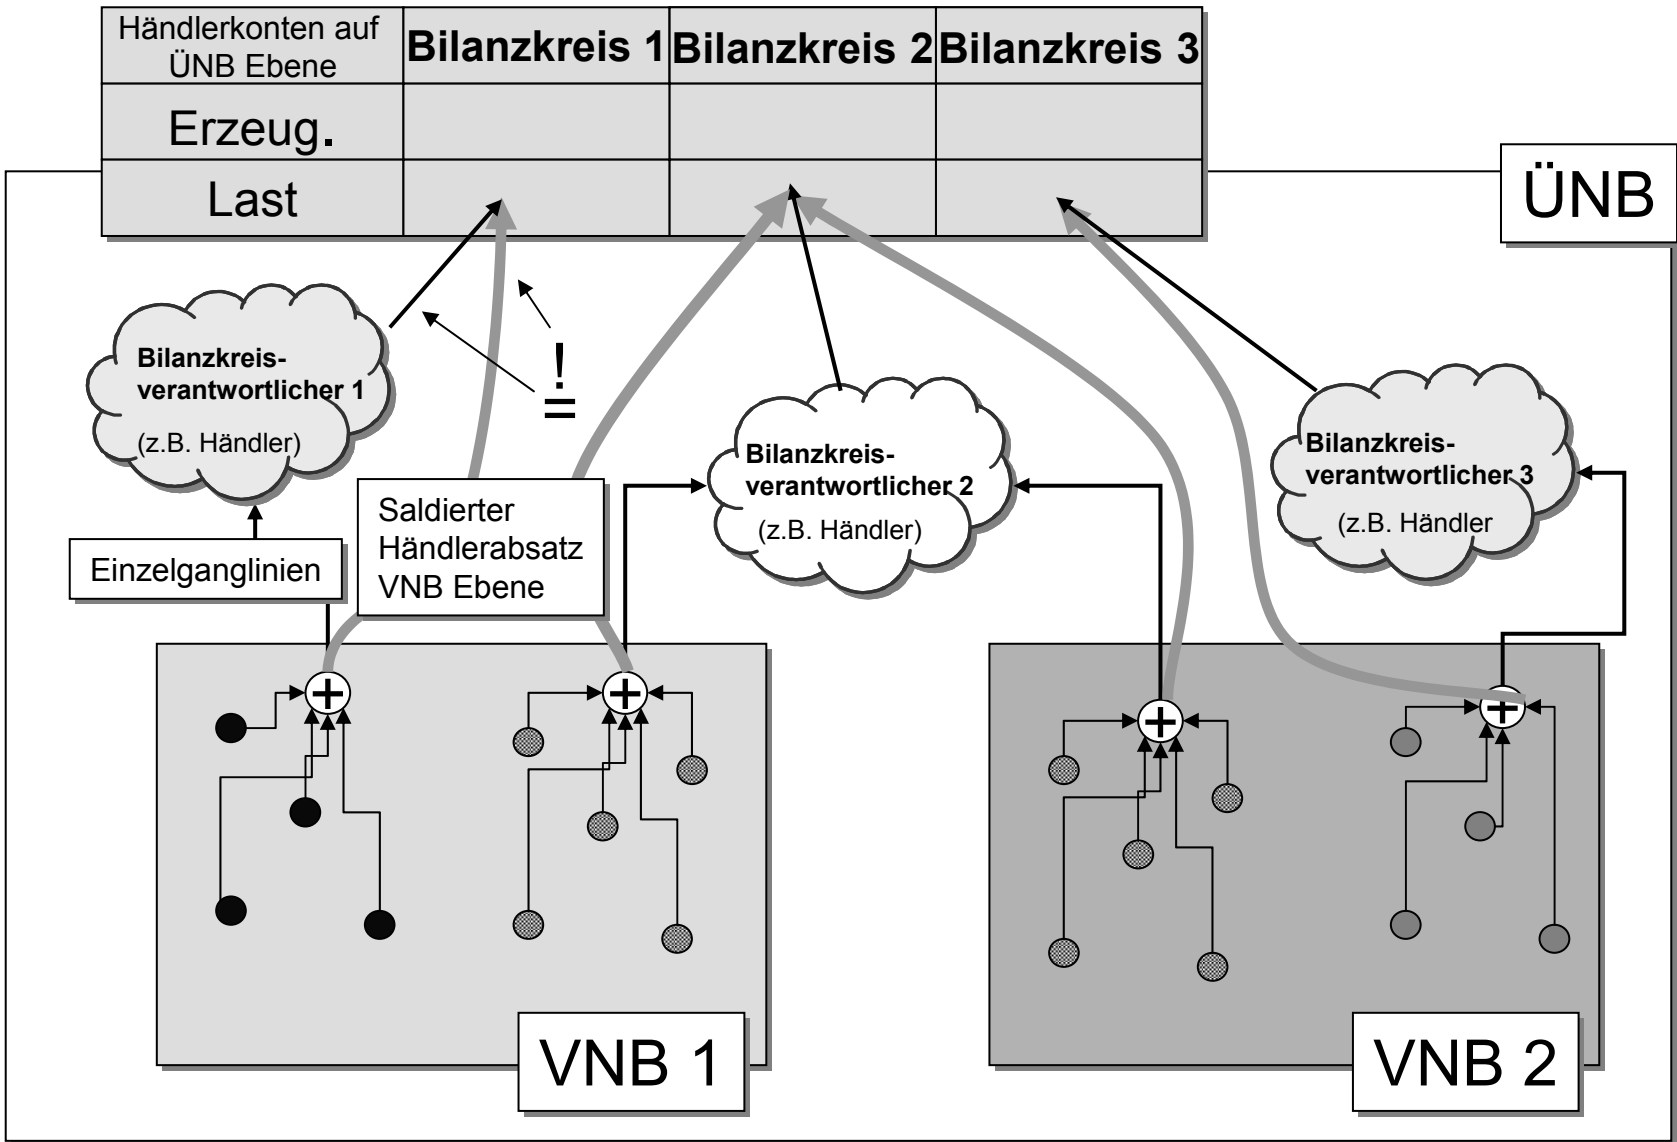 Händlerkonten auf
ÜNB Ebene
Bilanzkreis 1
Bilanzkreis 2
Bilanzkreis 3
Erzeug.
Last
ÜNB
Bilanzkreis-
verantwortlicher 1
(z.B. Händler)
!
=
Bilanzkreis-
verantwortlicher 2
(z.B. Händler)
Bilanzkreis-
verantwortlicher 3
(z.B. Händler
Einzelganglinien
Saldierter
Händlerabsatz
VNB Ebene
+
+
+
+
VNB 1
VNB 2